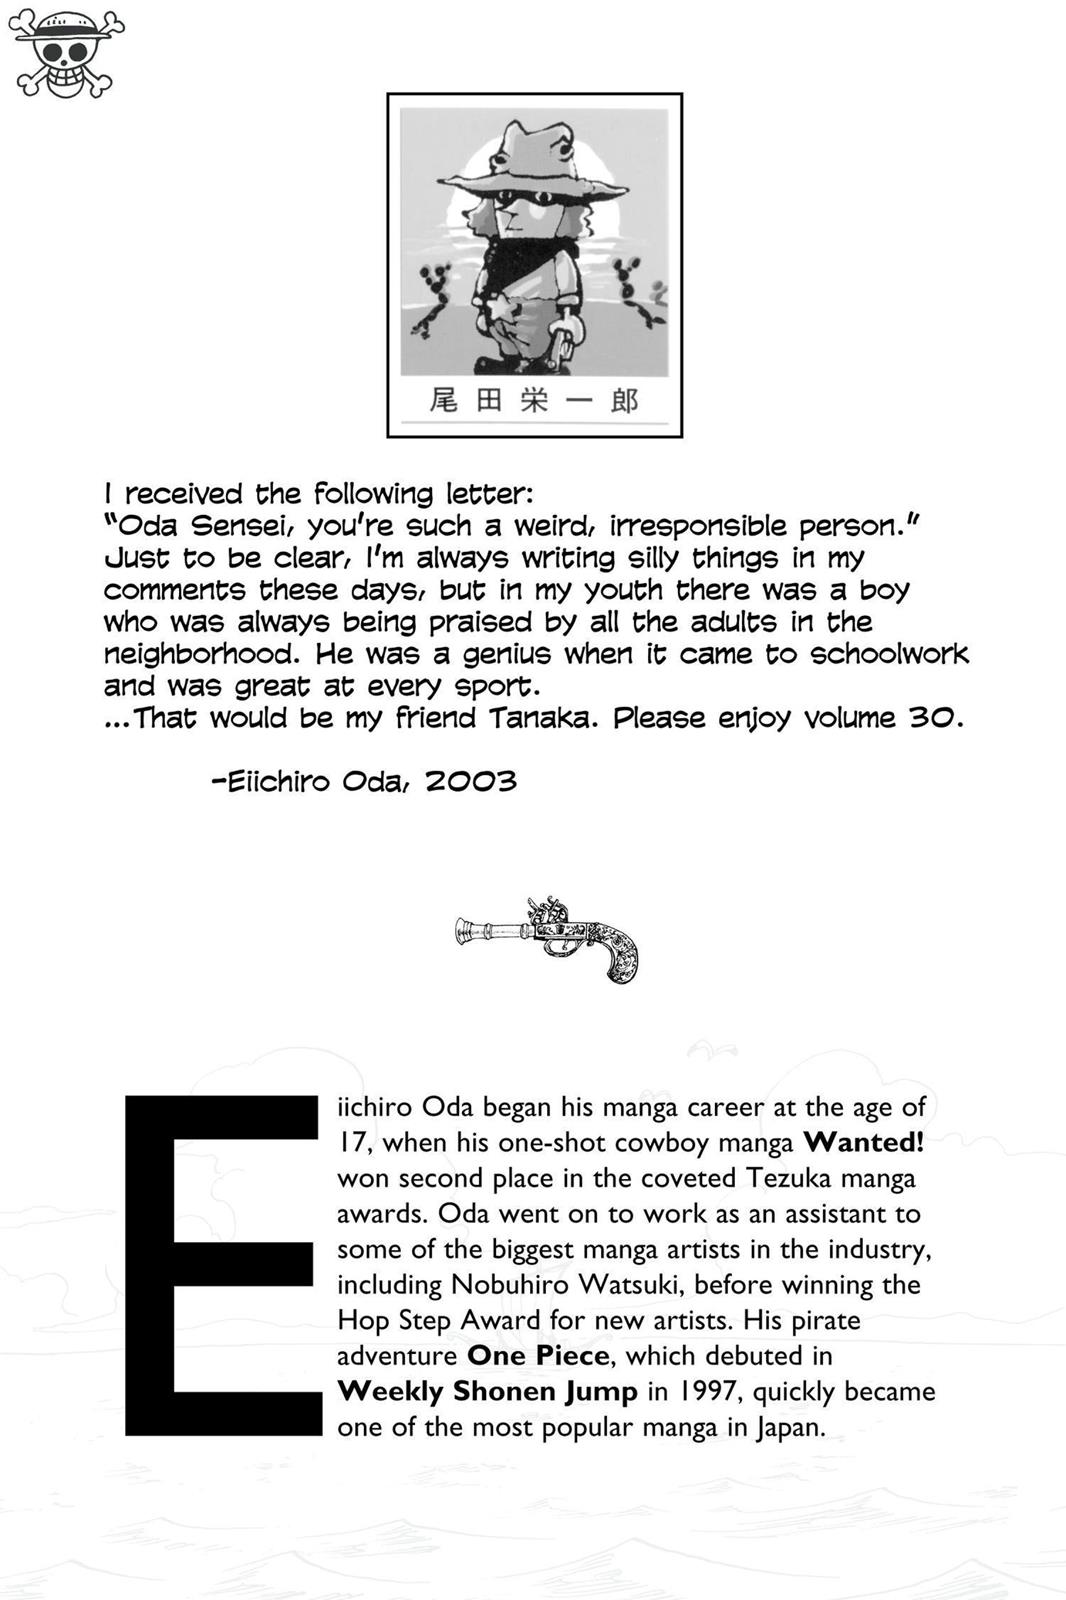 尾田栄一郎
I received the following letter:
“Oda Sensei, you're such a weird, irresponsible person.”
Just to be clear, I'm always writing silly things in my
comments these days, but in my youth there was a boy
who was always being praised by all the adults in the
neighborhood. He was a genius when it came to schoolwork
and was great at every sport.
...That would be my friend Tanaka. Please enjoy volume 30.
-Eiichiro Oda, 2003
Eiichiro Oda began his manga career at the age of
17, when his one-shot cowboy manga Wanted!
won second place in the coveted Tezuka manga
awards. Oda went on to work as an assistant to
some of the biggest manga artists in the industry,
including Nobuhiro Watsuki, before winning the
Hop Step Award for new artists. His pirate
adventure One Piece, which debuted in
Weekly Shonen Jump in 1997, quickly became
one of the most popular manga in Japan.